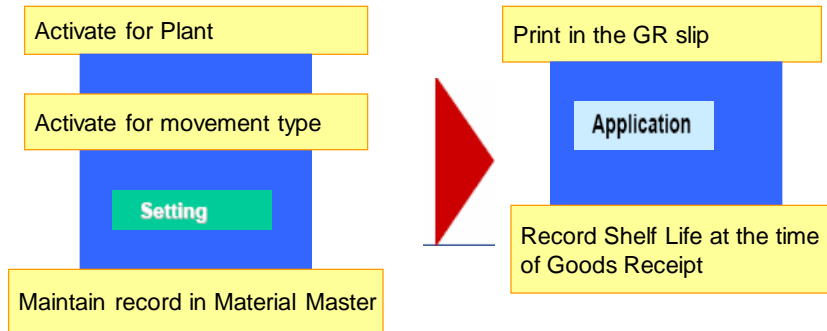 Activate for Plant
Activate for movement type
Setting
Maintain record in Material Master
Print in the GR slip
Application
Record Shelf Life at the time
of Goods Receipt